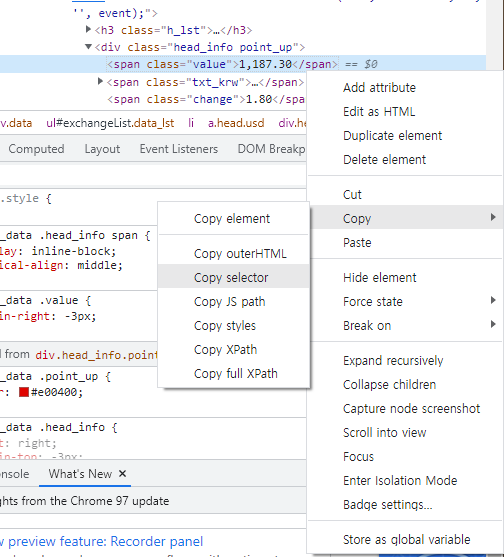 '', event);">
<h3 class="h_lst">…</h3>
<div class="head_info point_up">
<span class="value">1,187.30</span> == $0
<span class="txt_krw">…</span>
<span class="change">1.80</spa
v.data ul#exchangeList.data_lst li a.head.usd div.he
Computed Layout Event Listeners DOM Breakp
.style {
_data .head_info span {
lay: inline-block;
ical-align: middle;
_data .value {
in-right: -3px;
d from div.head_info.point
_data .point_up {
r: #e00400;
_data .head_info {
t: right;
in-top: -3px;
onsole What's New ×
ghts from the Chrome 97 update
w preview feature: Recorder panel
Add attribute
Edit as HTML
Duplicate element
Delete element
Cut
Copy
Paste
Hide element
Force state
Break on
Expand recursively
Collapse children
Capture node screenshot
Scroll into view
Focus
Enter Isolation Mode
Badge settings...
Store as global variable
Copy element
Copy outerHTML
Copy selector
Copy JS path
Copy styles
Copy XPath
Copy full XPath